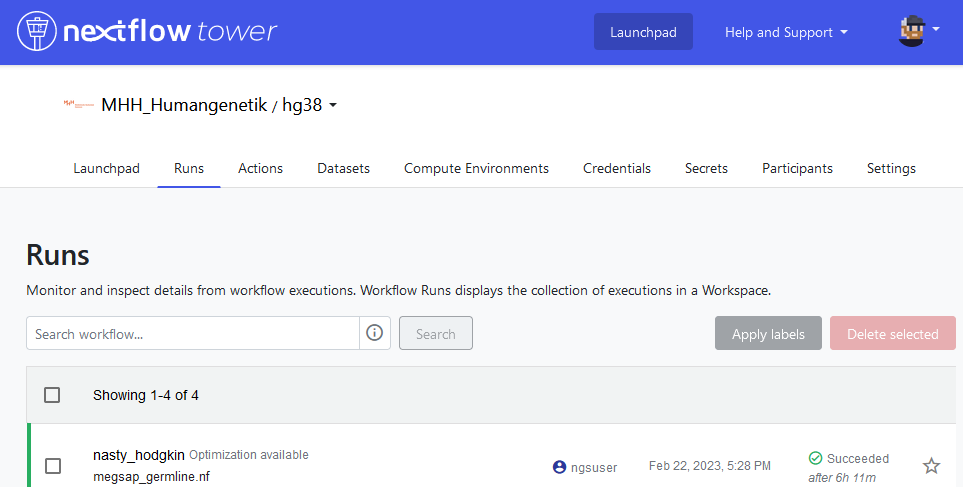 nextflow tower
Launchpad Help and Support
MHH_Humangenetik / hg38
Launchpad Runs Actions Datasets Compute Environments Credentials Secrets Participants Settings
Runs
Monitor and inspect details from workflow executions. Workflow Runs displays the collection of executions in a Workspace.
Search workflow... Search Apply labels Delete selected
Showing 1-4 of 4
nasty_hodgkin Optimization available
megsap_germline.nf
ngsuser Feb 22, 2023, 5:28 PM Succeeded
after 6h 11m